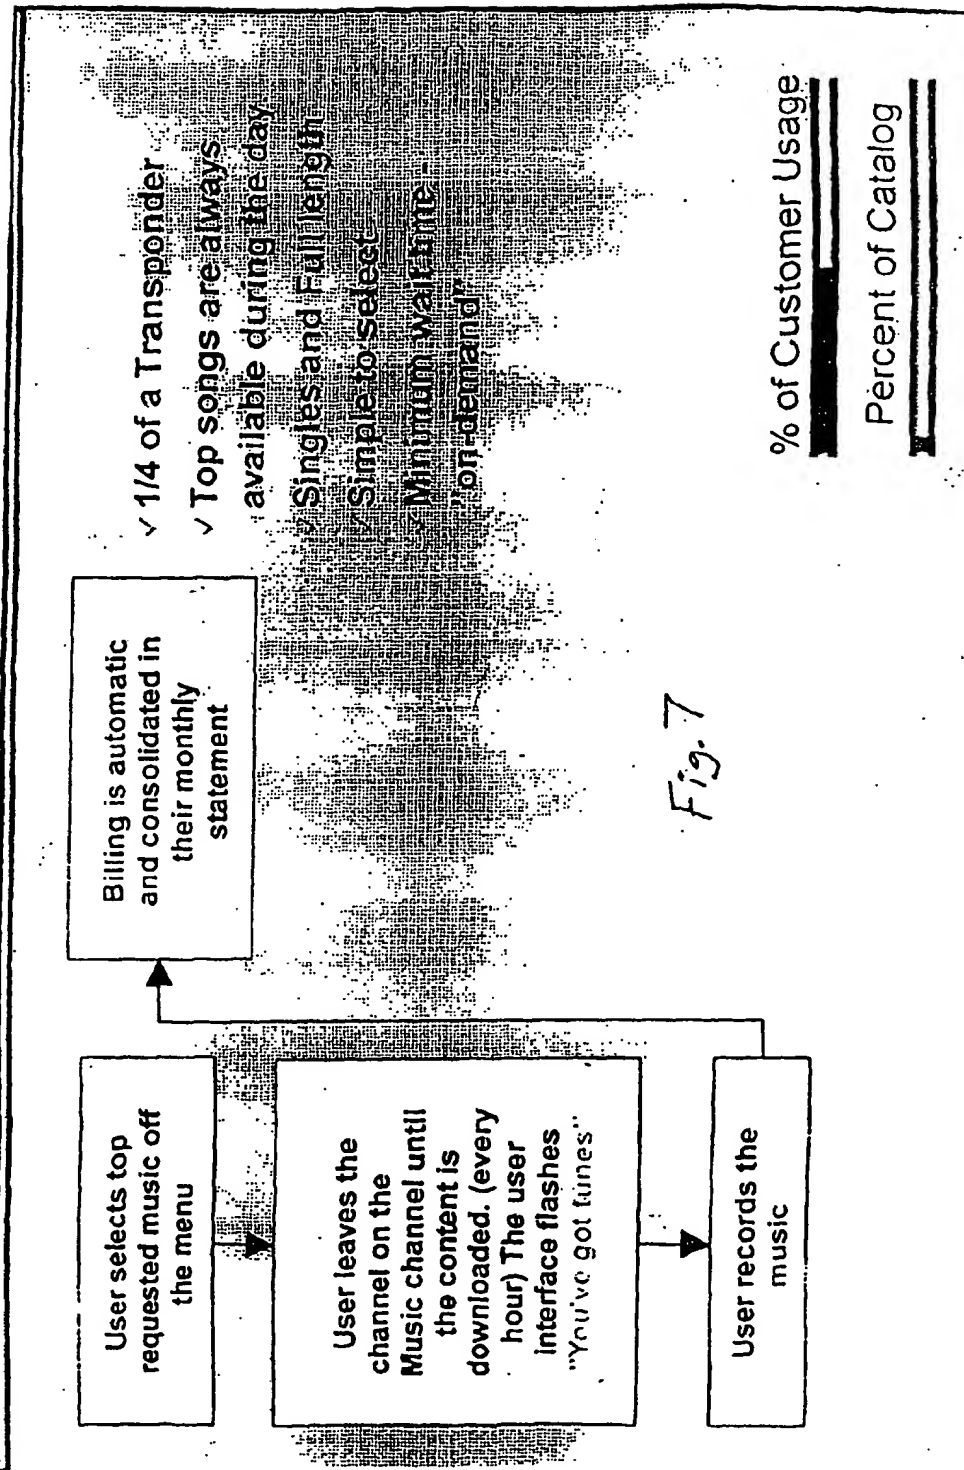 User selects top
requested music off
the menu
User leaves the
channel on the
Music channel until
the content is
downloaded. (every
hour) The user
interface flashes
"You've got tunes"
User records the
music
Billing is automatic
and consolidated in
their monthly
statement
✓ 1/4 of a Transponder
✓ Top songs are always
available during the day
✓ Singles and Full length
✓ Simple to select
✓ Minimum wait time -
"on-demand"
% of Customer Usage
Percent of Catalog
Fig. 7